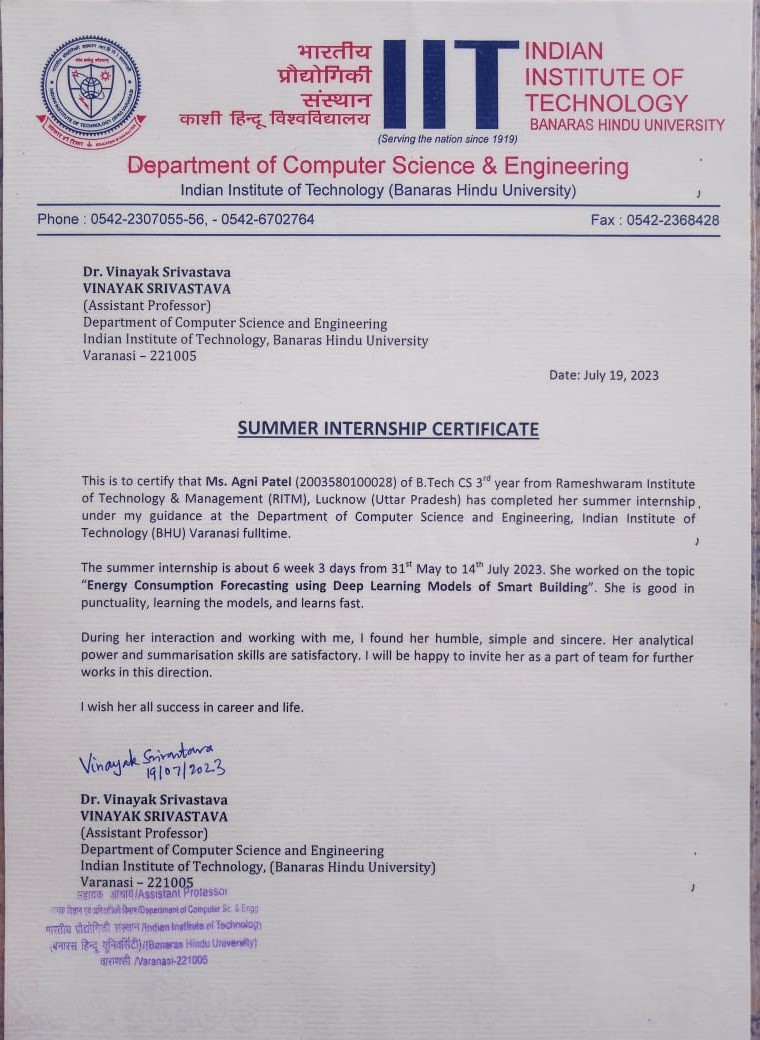 भारतीय
प्रौद्योगिकी
संस्थान
काशी हिन्दू विश्वविद्यालय
IIT
(Serving the nation since 1919)
INDIAN
INSTITUTE OF
TECHNOLOGY
BANARAS HINDU UNIVERSITY
Department of Computer Science & Engineering
Indian Institute of Technology (Banaras Hindu University)
Phone : 0542-2307055-56, - 0542-6702764 Fax : 0542-2368428
Dr. Vinayak Srivastava
VINAYAK SRIVASTAVA
(Assistant Professor)
Department of Computer Science and Engineering
Indian Institute of Technology, Banaras Hindu University
Varanasi – 221005
Date: July 19, 2023
SUMMER INTERNSHIP CERTIFICATE
This is to certify that Ms. Agni Patel (2003580100028) of B.Tech CS 3rd year from Rameshwaram Institute
of Technology & Management (RITM), Lucknow (Uttar Pradesh) has completed her summer internship
under my guidance at the Department of Computer Science and Engineering, Indian Institute of
Technology (BHU) Varanasi fulltime.
The summer internship is about 6 week 3 days from 31st May to 14th July 2023. She worked on the topic
“Energy Consumption Forecasting using Deep Learning Models of Smart Building”. She is good in
punctuality, learning the models, and learns fast.
During her interaction and working with me, I found her humble, simple and sincere. Her analytical
power and summarisation skills are satisfactory. I will be happy to invite her as a part of team for further
works in this direction.
I wish her all success in career and life.
Vinayak Srivastava
19/07/2023
Dr. Vinayak Srivastava
VINAYAK SRIVASTAVA
(Assistant Professor)
Department of Computer Science and Engineering
Indian Institute of Technology, (Banaras Hindu University)
Varanasi – 221005
सहायक आचार्य/Assistant Professor
विभाग/Department of Computer Sc. & Engg
भारतीय प्रौद्योगिकी संस्थान/Indian Institute of Technology
(बनारस हिन्दू यूनिवर्सिटी)/(Banaras Hindu University)
वाराणसी /Varanasi-221005